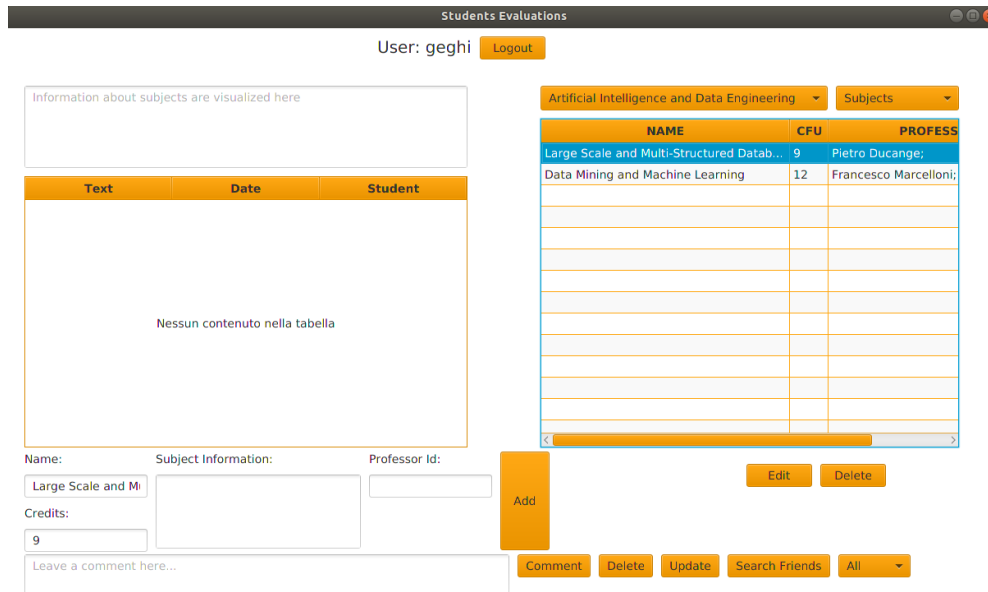 Students Evaluations
User: geghi
Logout
Information about subjects are visualized here
Artificial Intelligence and Data Engineering
Subjects
NAME CFU PROFESS
Large Scale and Multi-Structured Datab... 9 Pietro Ducange;
Data Mining and Machine Learning 12 Francesco Marcelloni;
Text Date Student
Nessun contenuto nella tabella
Name: Subject Information: Professor Id:
Large Scale and Mu
Credits:
9
Add
Edit Delete
Leave a comment here...
Comment Delete Update Search Friends All